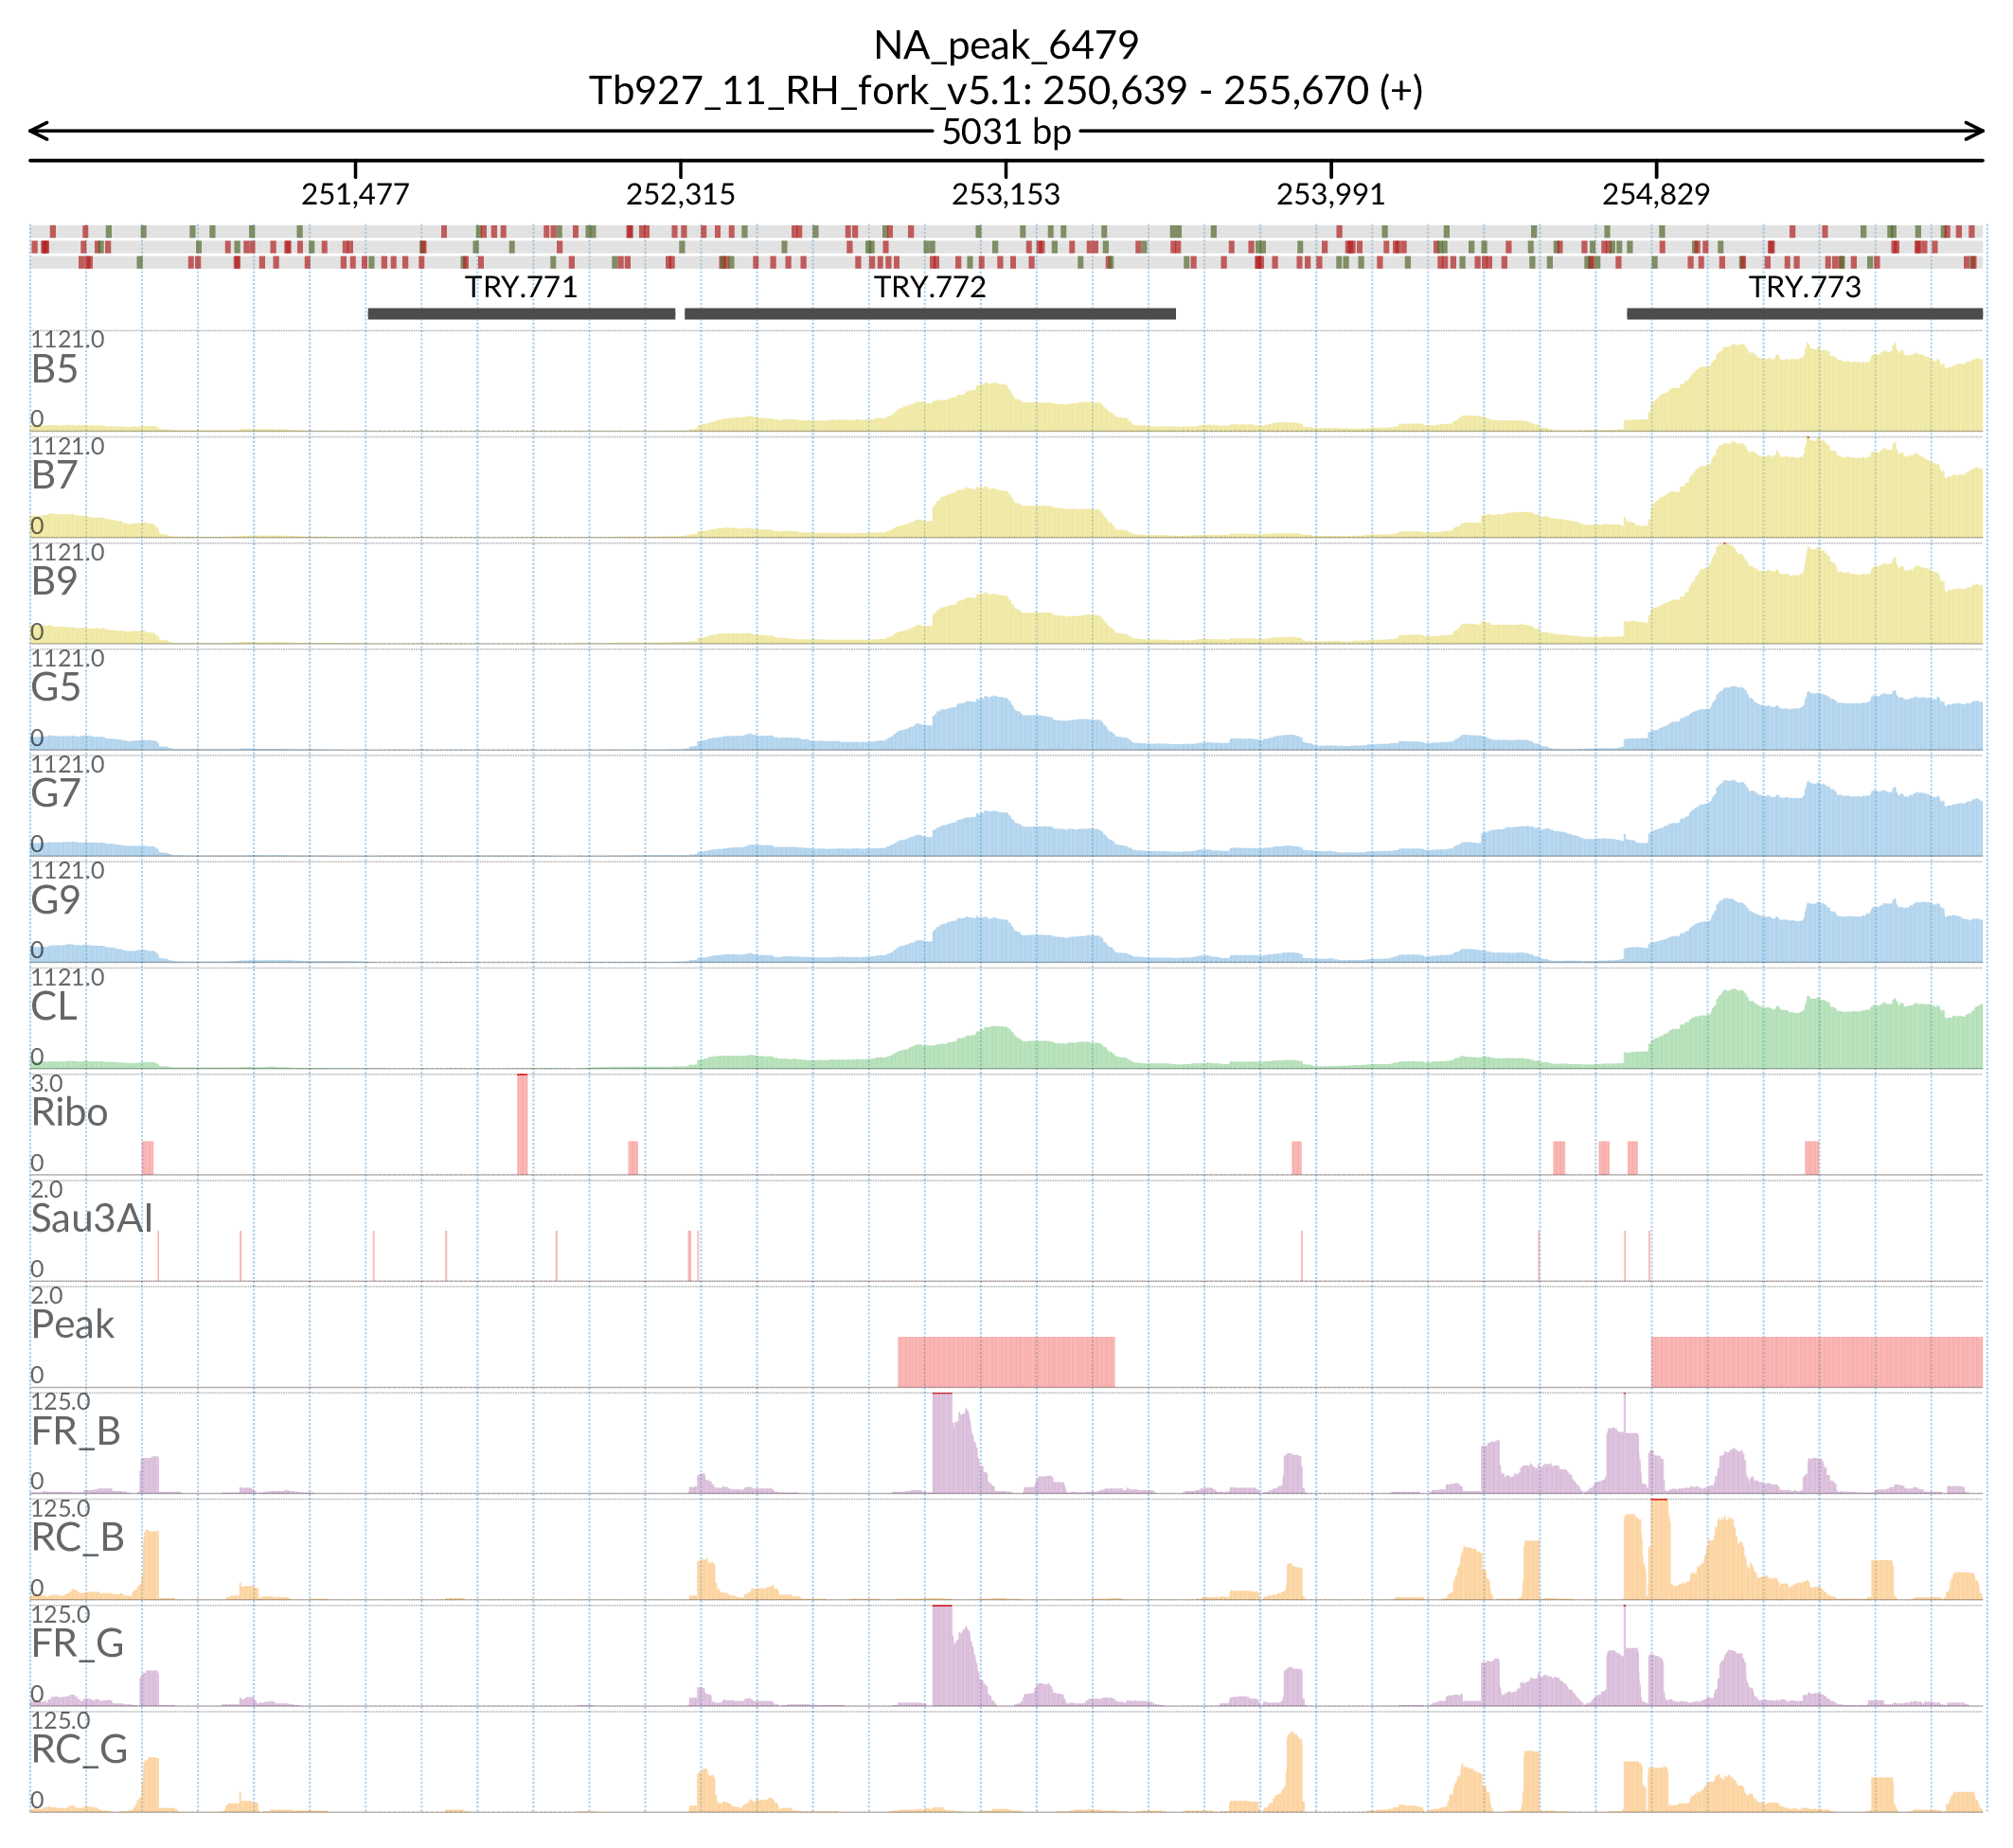 NA_peak_6479
Tb927_11_RH_fork_v5.1: 250,639 - 255,670 (+)
5031 bp
251,477 252,315 253,153 253,991 254,829
TRY.771 TRY.772 TRY.773
1121.0
B5
0
1121.0
B7
0
1121.0
B9
0
1121.0
G5
0
1121.0
G7
0
1121.0
G9
0
1121.0
CL
0
3.0
Ribo
0
2.0
Sau3AI
0
2.0
Peak
0
125.0
FR_B
0
125.0
RC_B
0
125.0
FR_G
0
125.0
RC_G
0